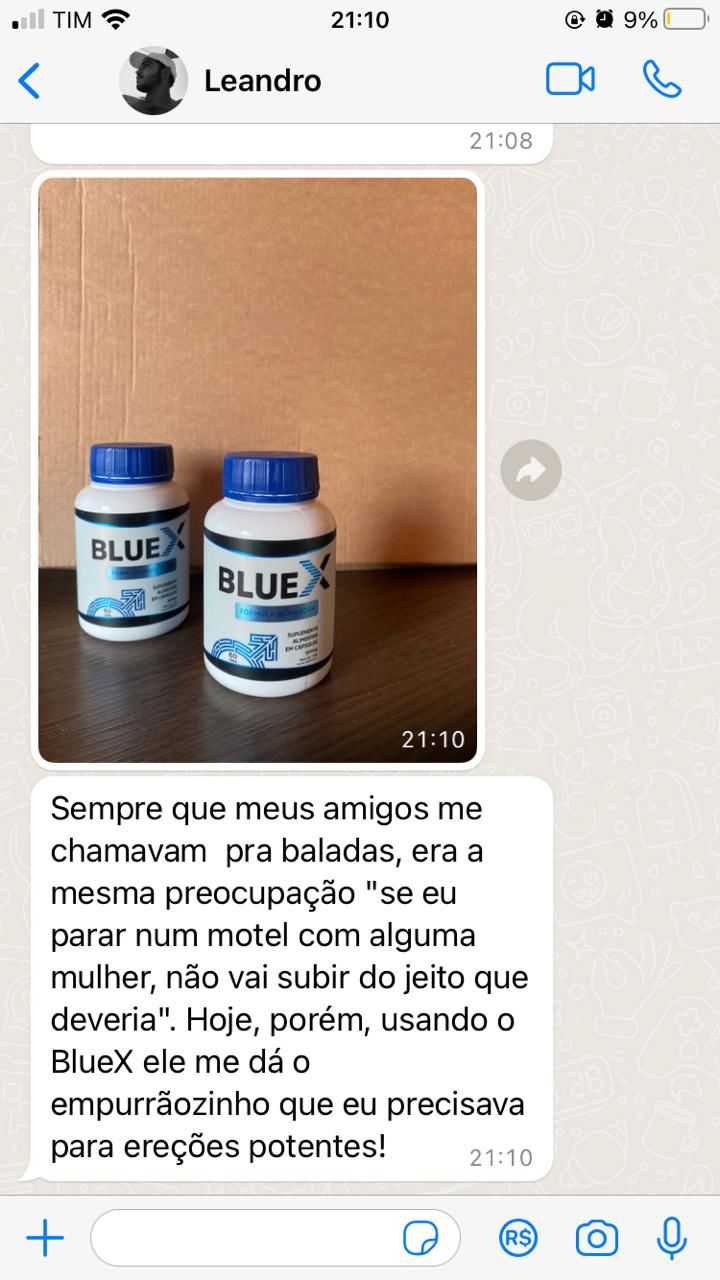 TIM 21:10 9%
Leandro
21:08
BLUEX
FÓRMULA INOVADORA
SUPLEMENTO
ALIMENTAR
EM CÁPSULAS
60
BLUEX
FÓRMULA INOVADORA
SUPLEMENTO
ALIMENTAR
EM CÁPSULAS
60
21:10
Sempre que meus amigos me
chamavam  pra baladas, era a
mesma preocupação "se eu
parar num motel com alguma
mulher, não vai subir do jeito que
deveria". Hoje, porém, usando o
BlueX ele me dá o
empurrãozinho que eu precisava
para ereções potentes!
21:10
R$